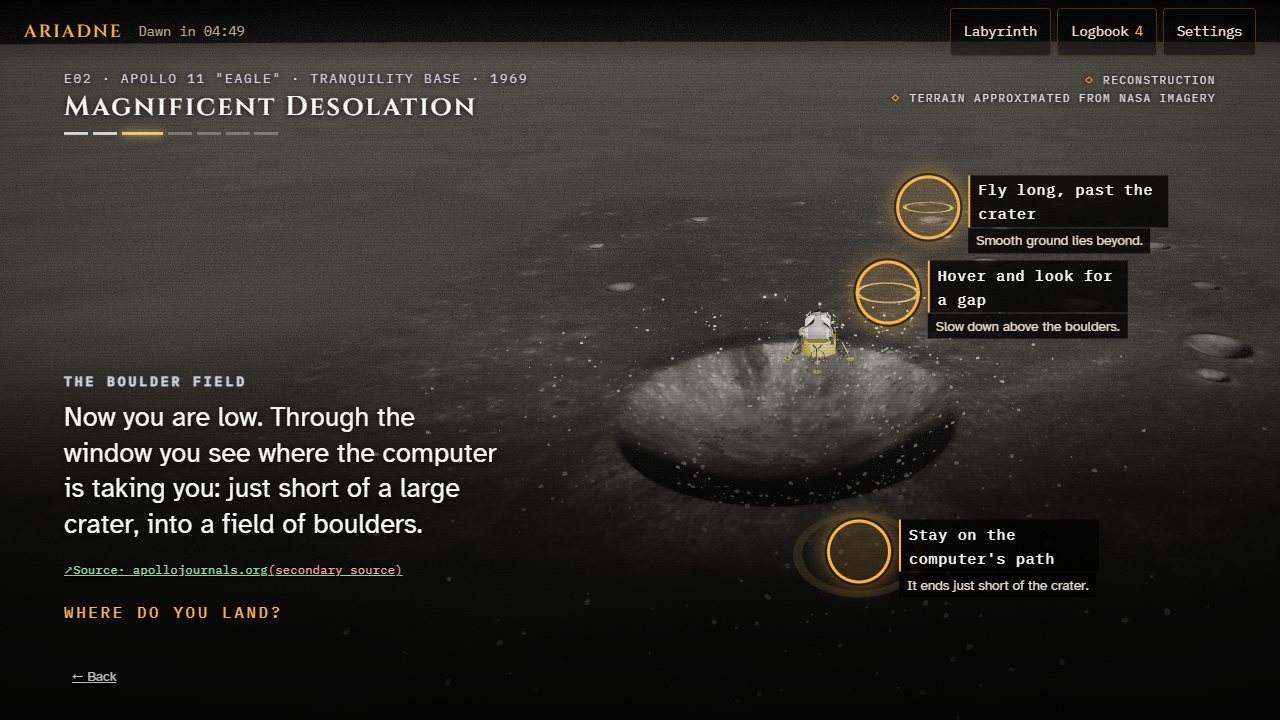 ARIADNE Dawn in 04:49
Labyrinth
Logbook 4
Settings
E02 · APOLLO 11 "EAGLE" · TRANQUILITY BASE · 1969
Magnificent Desolation
◇ RECONSTRUCTION
◇ TERRAIN APPROXIMATED FROM NASA IMAGERY
Fly long, past the
crater
Smooth ground lies beyond.
Hover and look for
a gap
Slow down above the boulders.
THE BOULDER FIELD
Now you are low. Through the
window you see where the computer
is taking you: just short of a large
crater, into a field of boulders.
↗Source· apollojournals.org(secondary source)
WHERE DO YOU LAND?
Stay on the
computer's path
It ends just short of the crater.
← Back